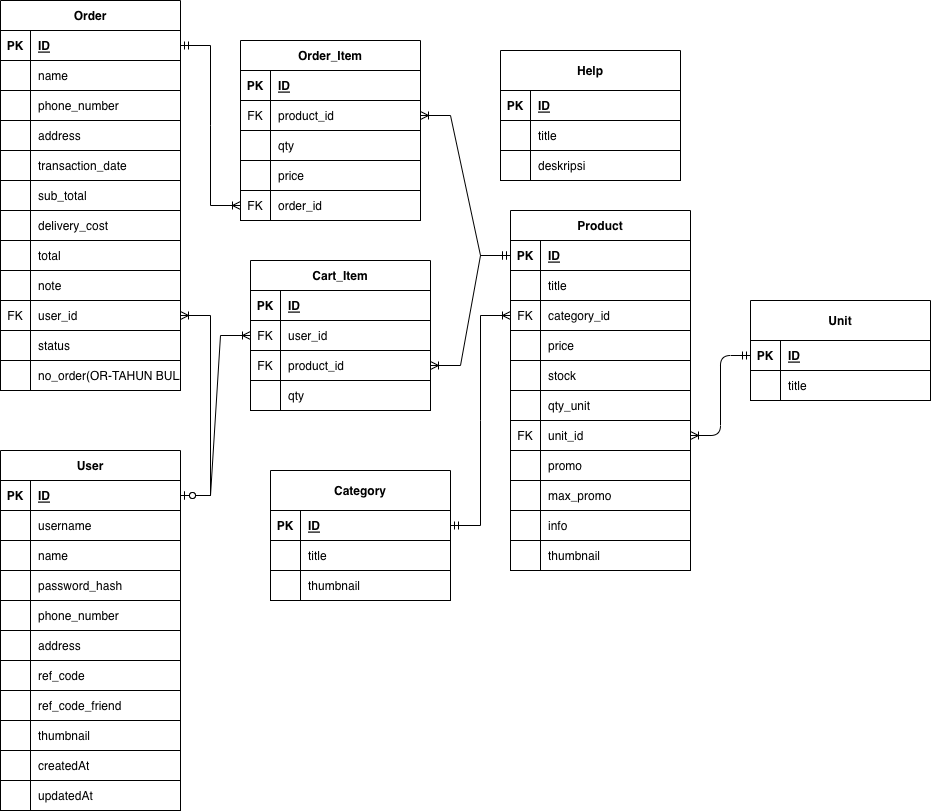 Order
PK ID
name
phone_number
address
transaction_date
sub_total
delivery_cost
total
note
FK user_id
status
no_order(OR-TAHUN BUL
Order_Item
PK ID
FK product_id
qty
price
FK order_id
Help
PK ID
title
deskripsi
Cart_Item
PK ID
FK user_id
FK product_id
qty
Product
PK ID
title
FK category_id
price
stock
qty_unit
FK unit_id
promo
max_promo
info
thumbnail
Unit
PK ID
title
User
PK ID
username
name
password_hash
phone_number
address
ref_code
ref_code_friend
thumbnail
createdAt
updatedAt
Category
PK ID
title
thumbnail